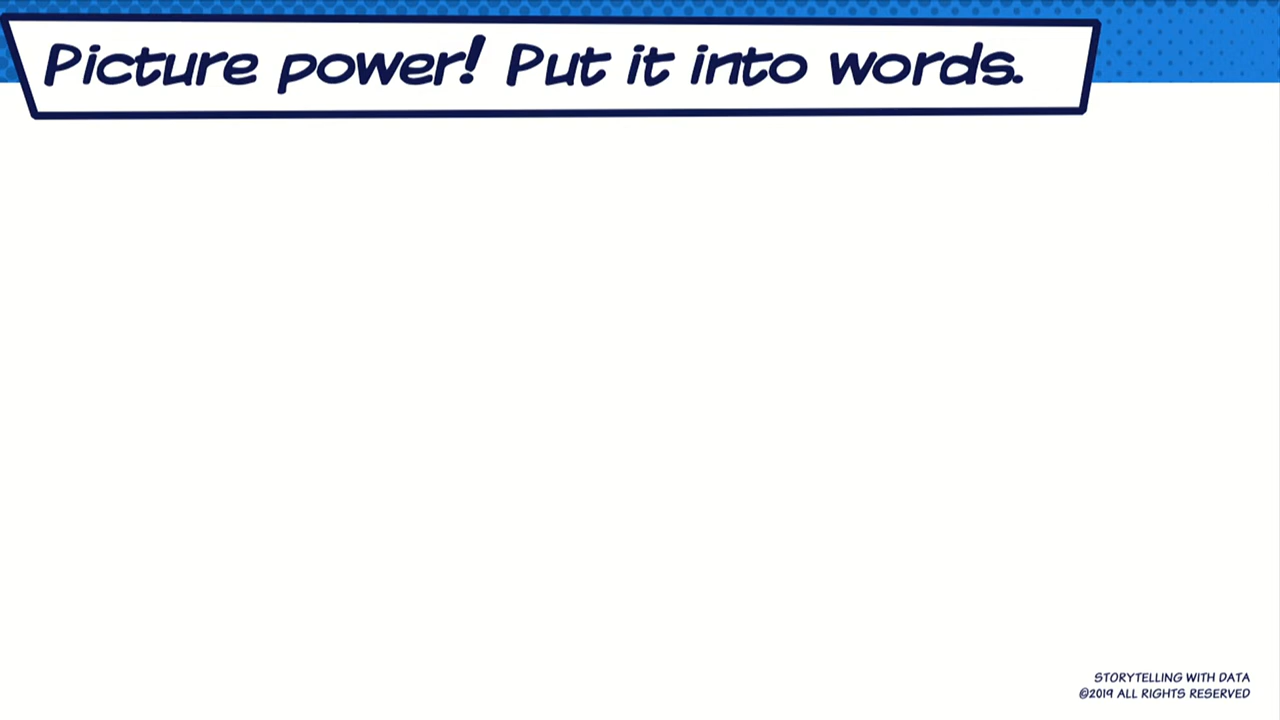 Picture power! Put it into words.
STORYTELLING WITH DATA
©2019 ALL RIGHTS RESERVED